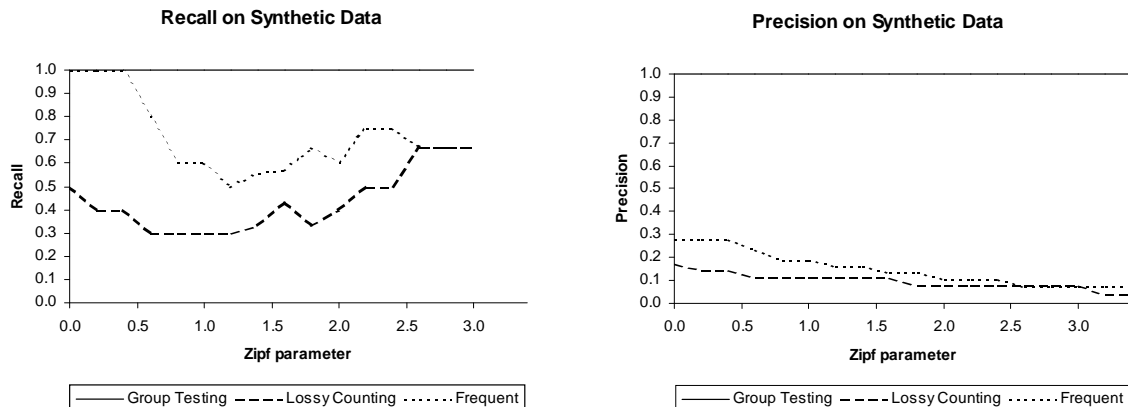 Recall on Synthetic Data
1.0
0.9
0.8
0.7
0.6
0.5
0.4
0.3
0.2
0.1
0.0
Recall
0.0 0.5 1.0 1.5 2.0 2.5 3.0
Zipf parameter
Group Testing Lossy Counting Frequent
Precision on Synthetic Data
1.0
0.9
0.8
0.7
0.6
0.5
0.4
0.3
0.2
0.1
0.0
Precision
0.0 0.5 1.0 1.5 2.0 2.5 3.0
Zipf parameter
Group Testing Lossy Counting Frequent